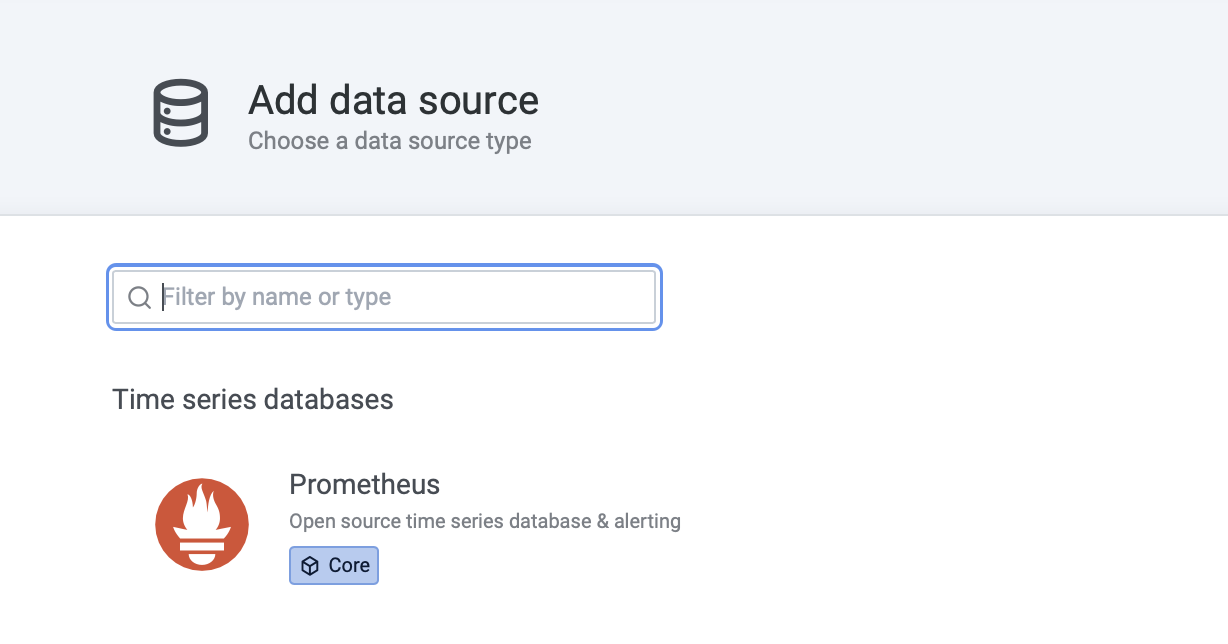 Add data source
Choose a data source type
Filter by name or type
Time series databases
Prometheus
Open source time series database & alerting
Core